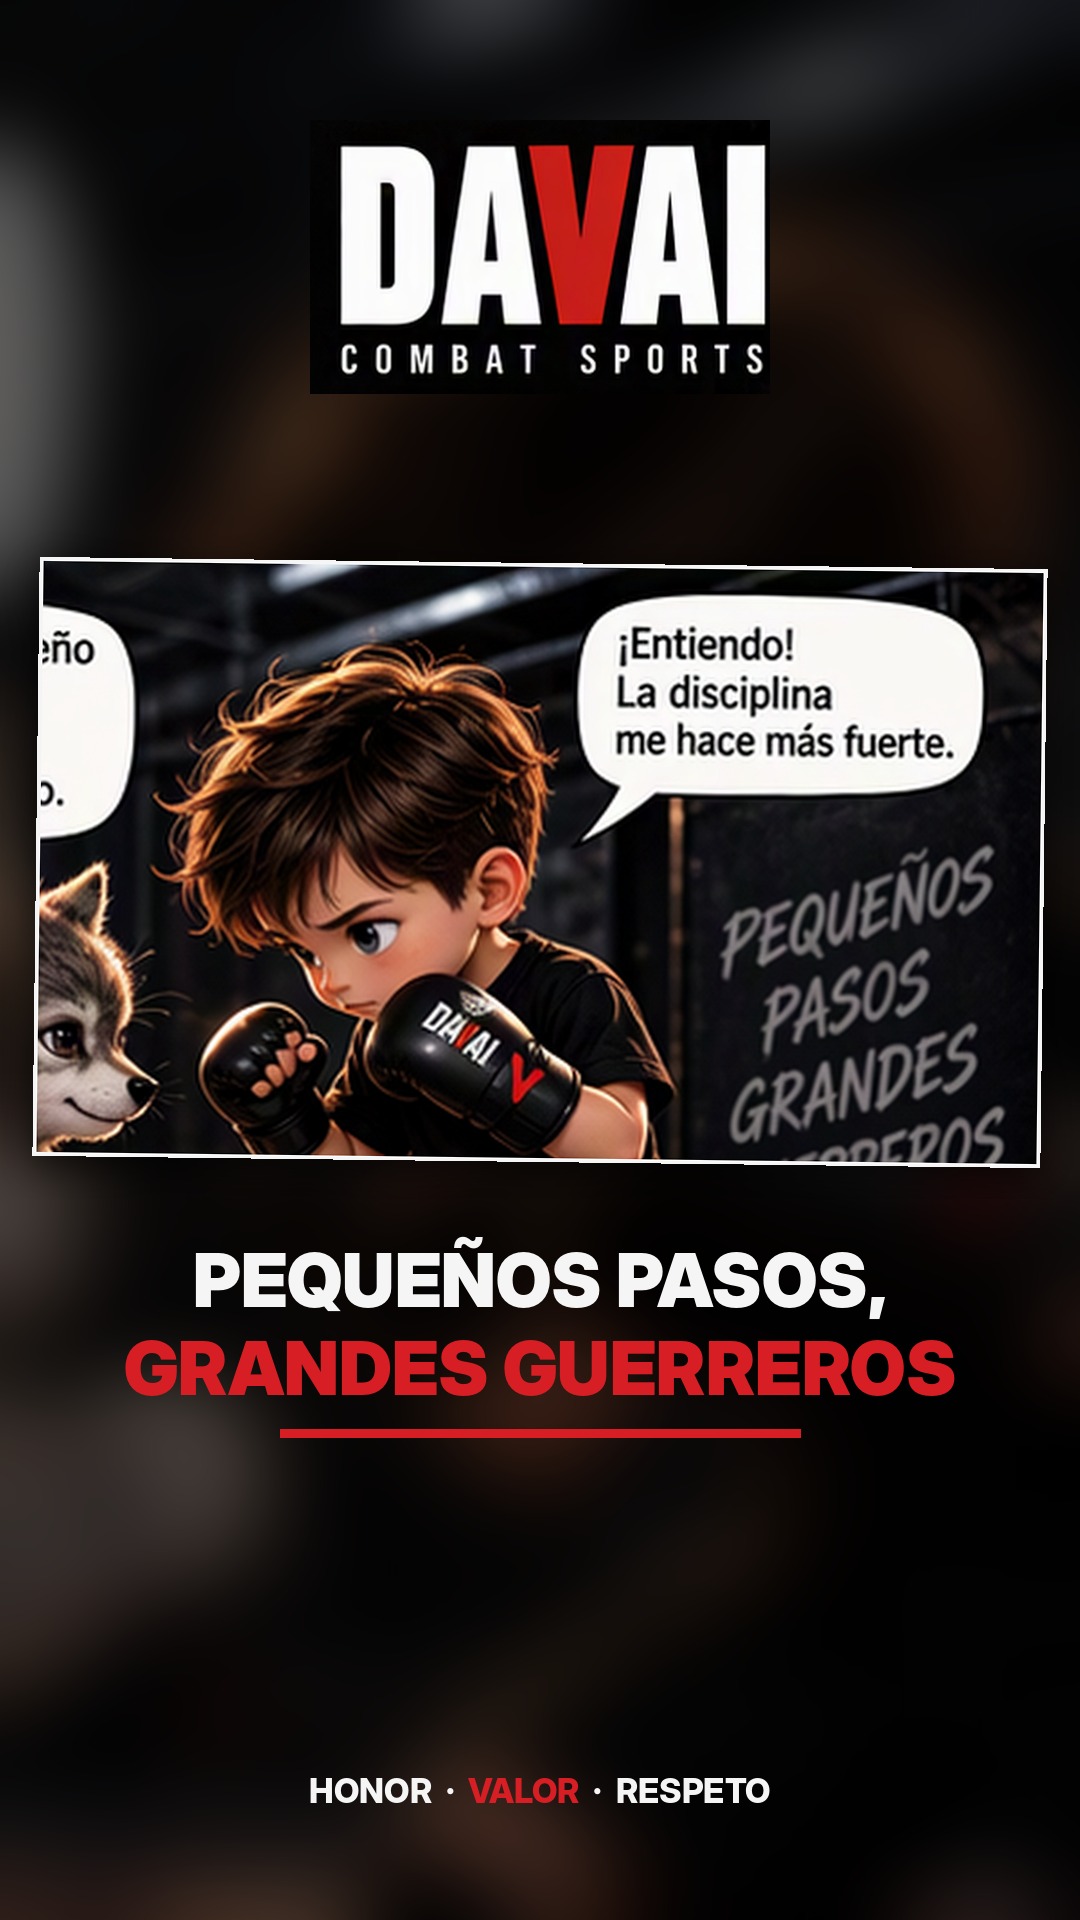 DAVAI
COMBAT SPORTS
¡Entiendo!
La disciplina
me hace más fuerte.
PEQUEÑOS
PASOS
GRANDES
DAVAI
V
PEQUEÑOS PASOS,
GRANDES GUERREROS
HONOR · VALOR · RESPETO